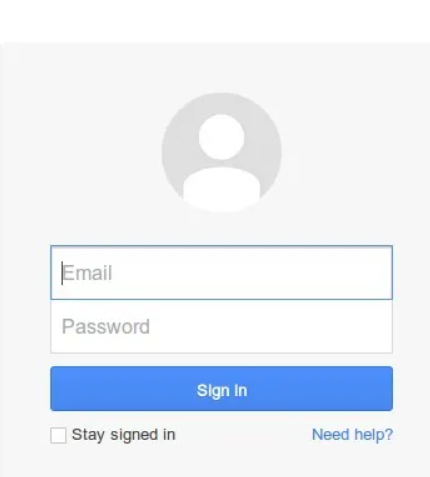 Email
Password
Sign in
Stay signed in
Need help?